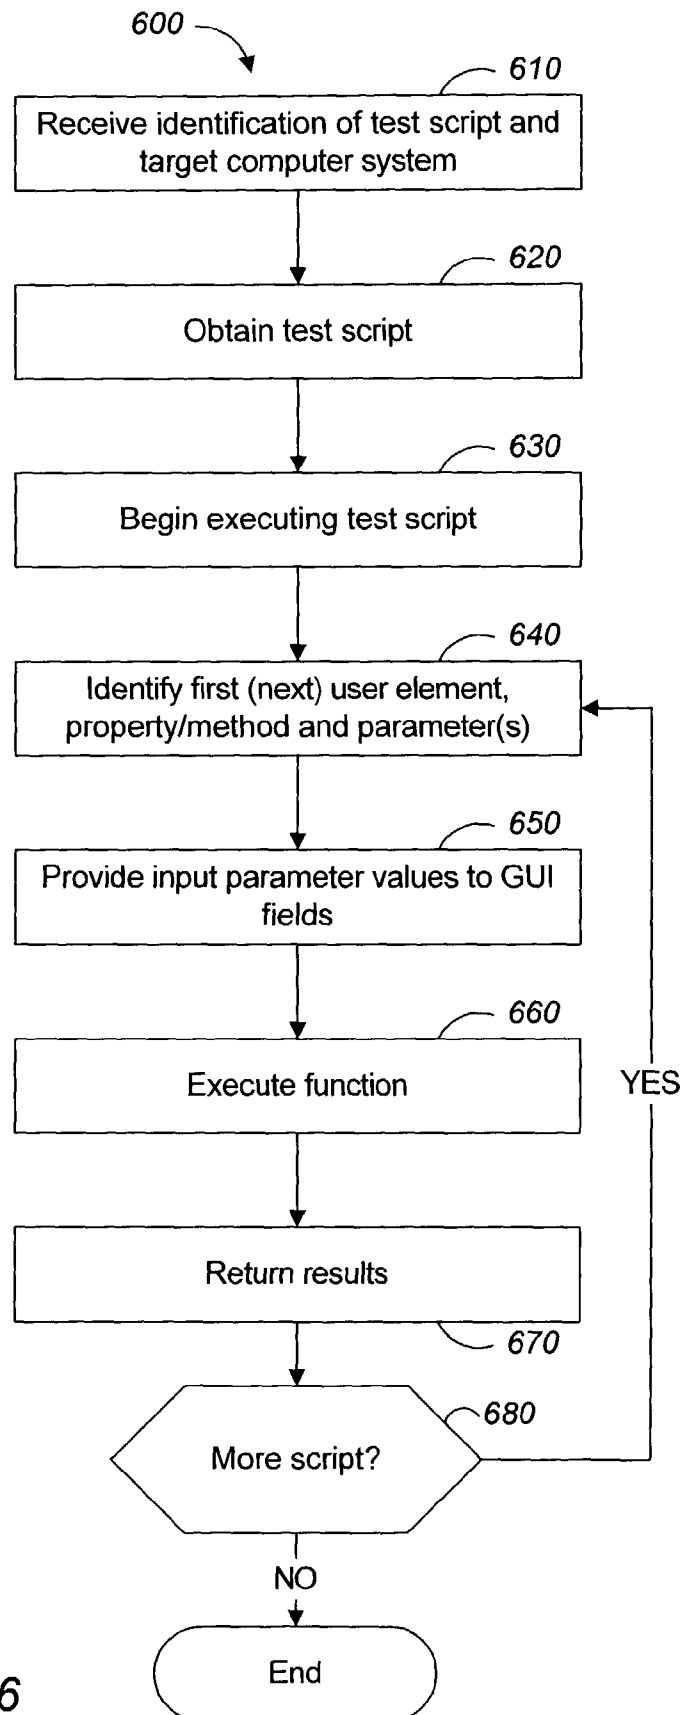 600
610
Receive identification of test script and
target computer system
620
Obtain test script
630
Begin executing test script
640
Identify first (next) user element,
property/method and parameter(s)
650
Provide input parameter values to GUI
fields
660
Execute function
YES
Return results
670
680
More script?
NO
End
6